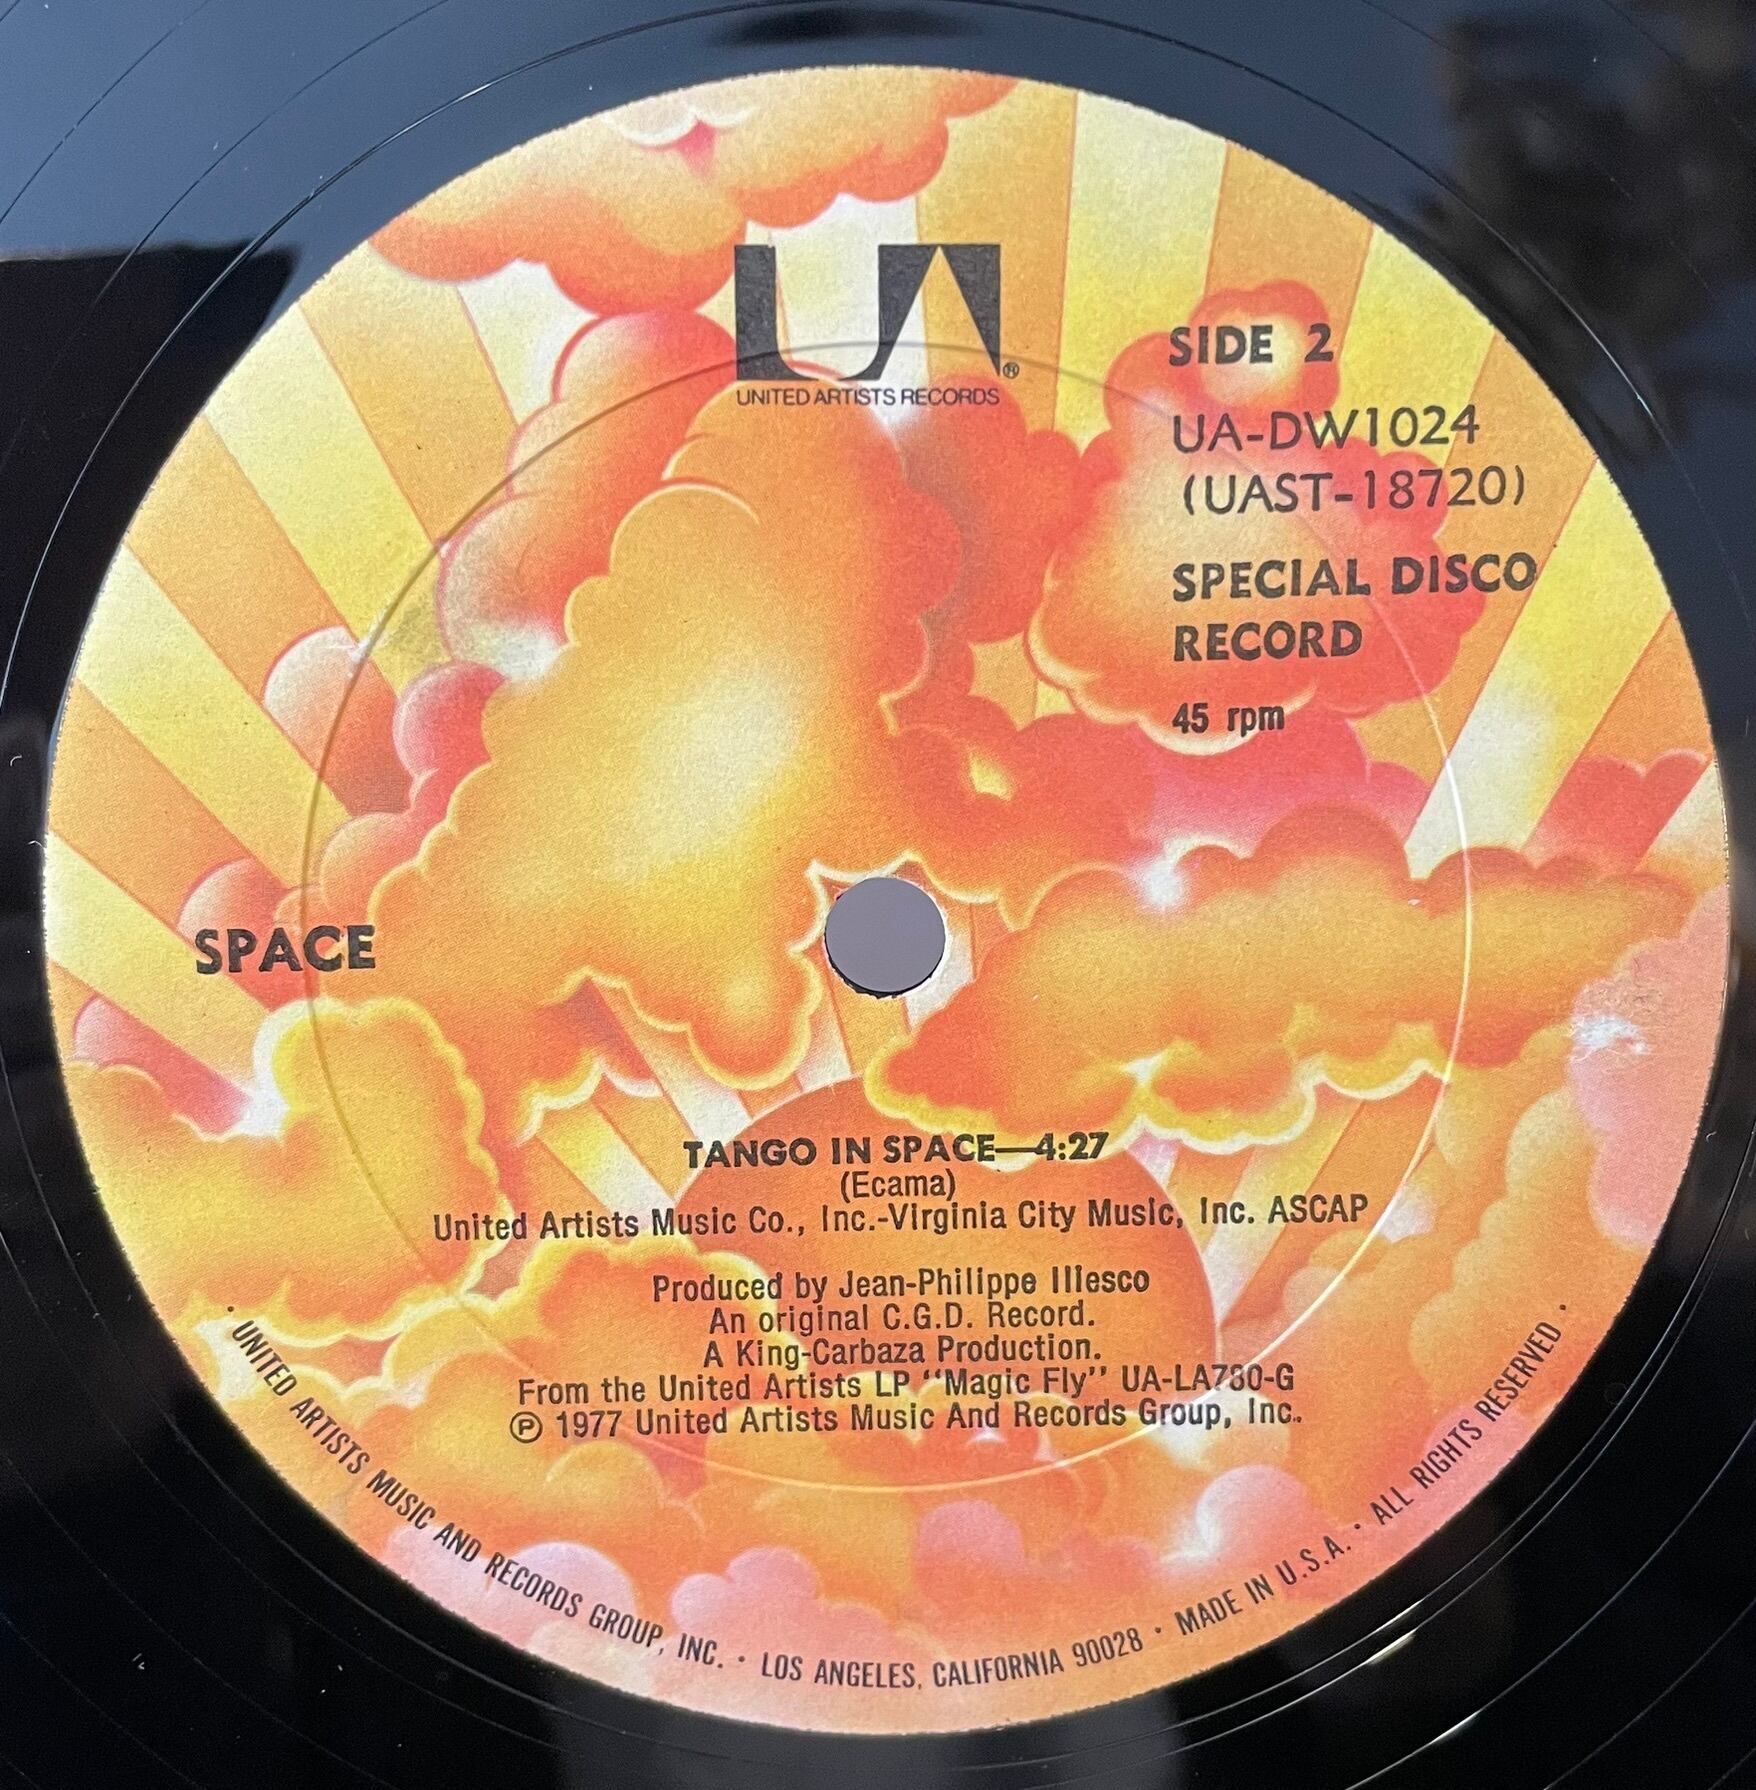 UA®
UNITED ARTISTS RECORDS
SIDE 2
UA-DW1024
(UAST-18720)
SPECIAL DISCO
RECORD
45 rpm
SPACE
TANGO IN SPACE—4:27
(Ecama)
United Artists Music Co., Inc.-Virginia City Music, Inc. ASCAP
Produced by Jean-Philippe Illesco
An original C.G.D. Record.
A King-Carbaza Production.
From the United Artists LP “Magic Fly” UA-LA780-G
℗ 1977 United Artists Music And Records Group, Inc.
• UNITED ARTISTS MUSIC AND RECORDS GROUP, INC. • LOS ANGELES, CALIFORNIA 90028 • MADE IN U.S.A. • ALL RIGHTS RESERVED •